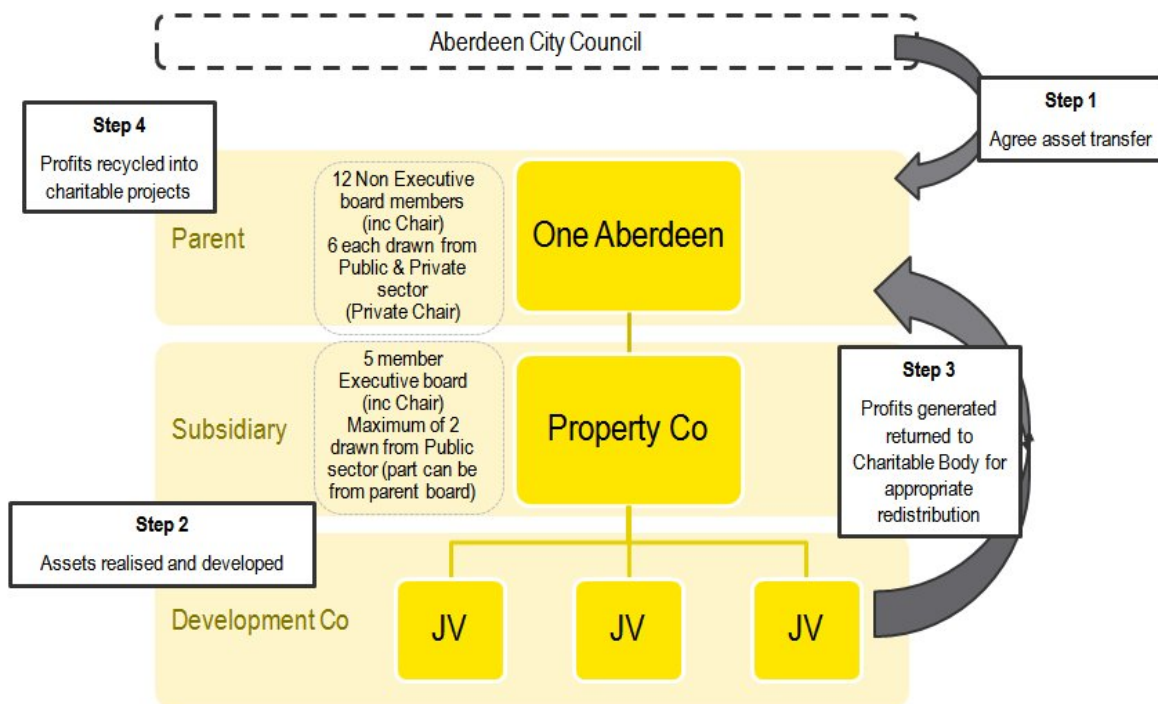 Aberdeen City Council
Step 1
Agree asset transfer
Step 4
Profits recycled into
charitable projects
Parent
12 Non Executive
board members
(inc Chair)
6 each drawn from
Public & Private
sector
(Private Chair)
One Aberdeen
Subsidiary
5 member
Executive board
(inc Chair)
Maximum of 2
drawn from Public
sector (part can be
from parent board)
Property Co
Step 3
Profits generated
returned to
Charitable Body for
appropriate
redistribution
Step 2
Assets realised and developed
Development Co
JV
JV
JV